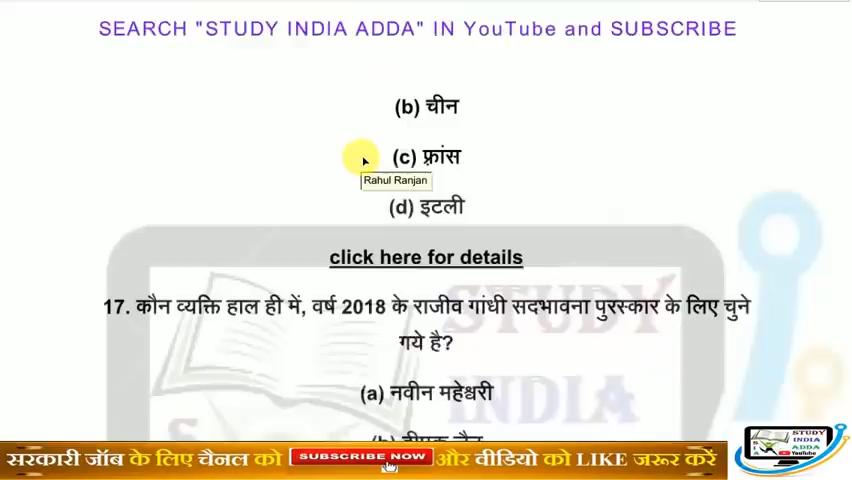 SEARCH "STUDY INDIA ADDA" IN YouTube and SUBSCRIBE
(b) चीन
(c) फ़्रांस
Rahul Ranjan
(d) इटली
click here for details
17. कौन व्यक्ति हाल ही में, वर्ष 2018 के राजीव गांधी सदभावना पुरस्कार के लिए चुने
गये है?
(a) नवीन महेश्वरी
STUDY
INDIA
सरकारी जॉब के लिए चैनल को SUBSCRIBE NOW और वीडियो को LIKE जरूर करें
STUDY
INDIA
ADDA
YouTube